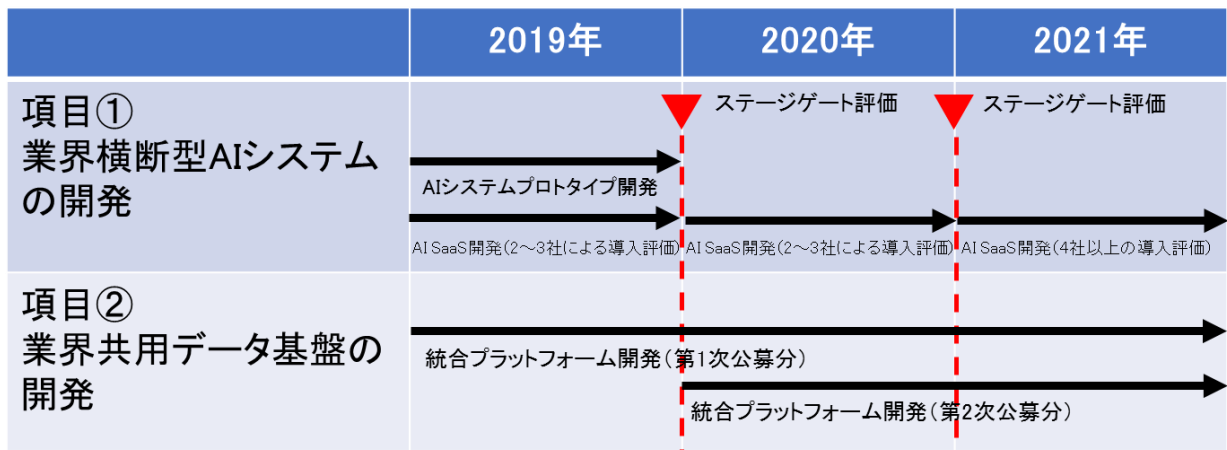 2019年
2020年
2021年
項目①
業界横断型AIシステム
の開発
ステージゲート評価
ステージゲート評価
AIシステムプロトタイプ開発
AI SaaS開発(2～3社による導入評価)
AI SaaS開発(2～3社による導入評価)
AI SaaS開発(4社以上の導入評価)
項目②
業界共用データ基盤の
開発
統合プラットフォーム開発(第1次公募分)
統合プラットフォーム開発(第2次公募分)